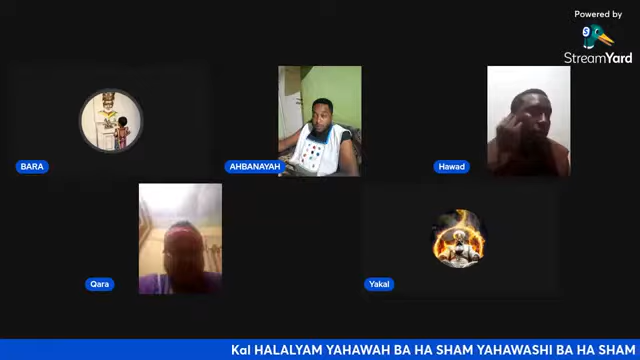 Powered by
StreamYard
BARA
AHBANAYAH
Hawad
Qara
Yakal
Kal HALALYAM YAHAWAH BA HA SHAM YAHAWASHI BA HA SHAM